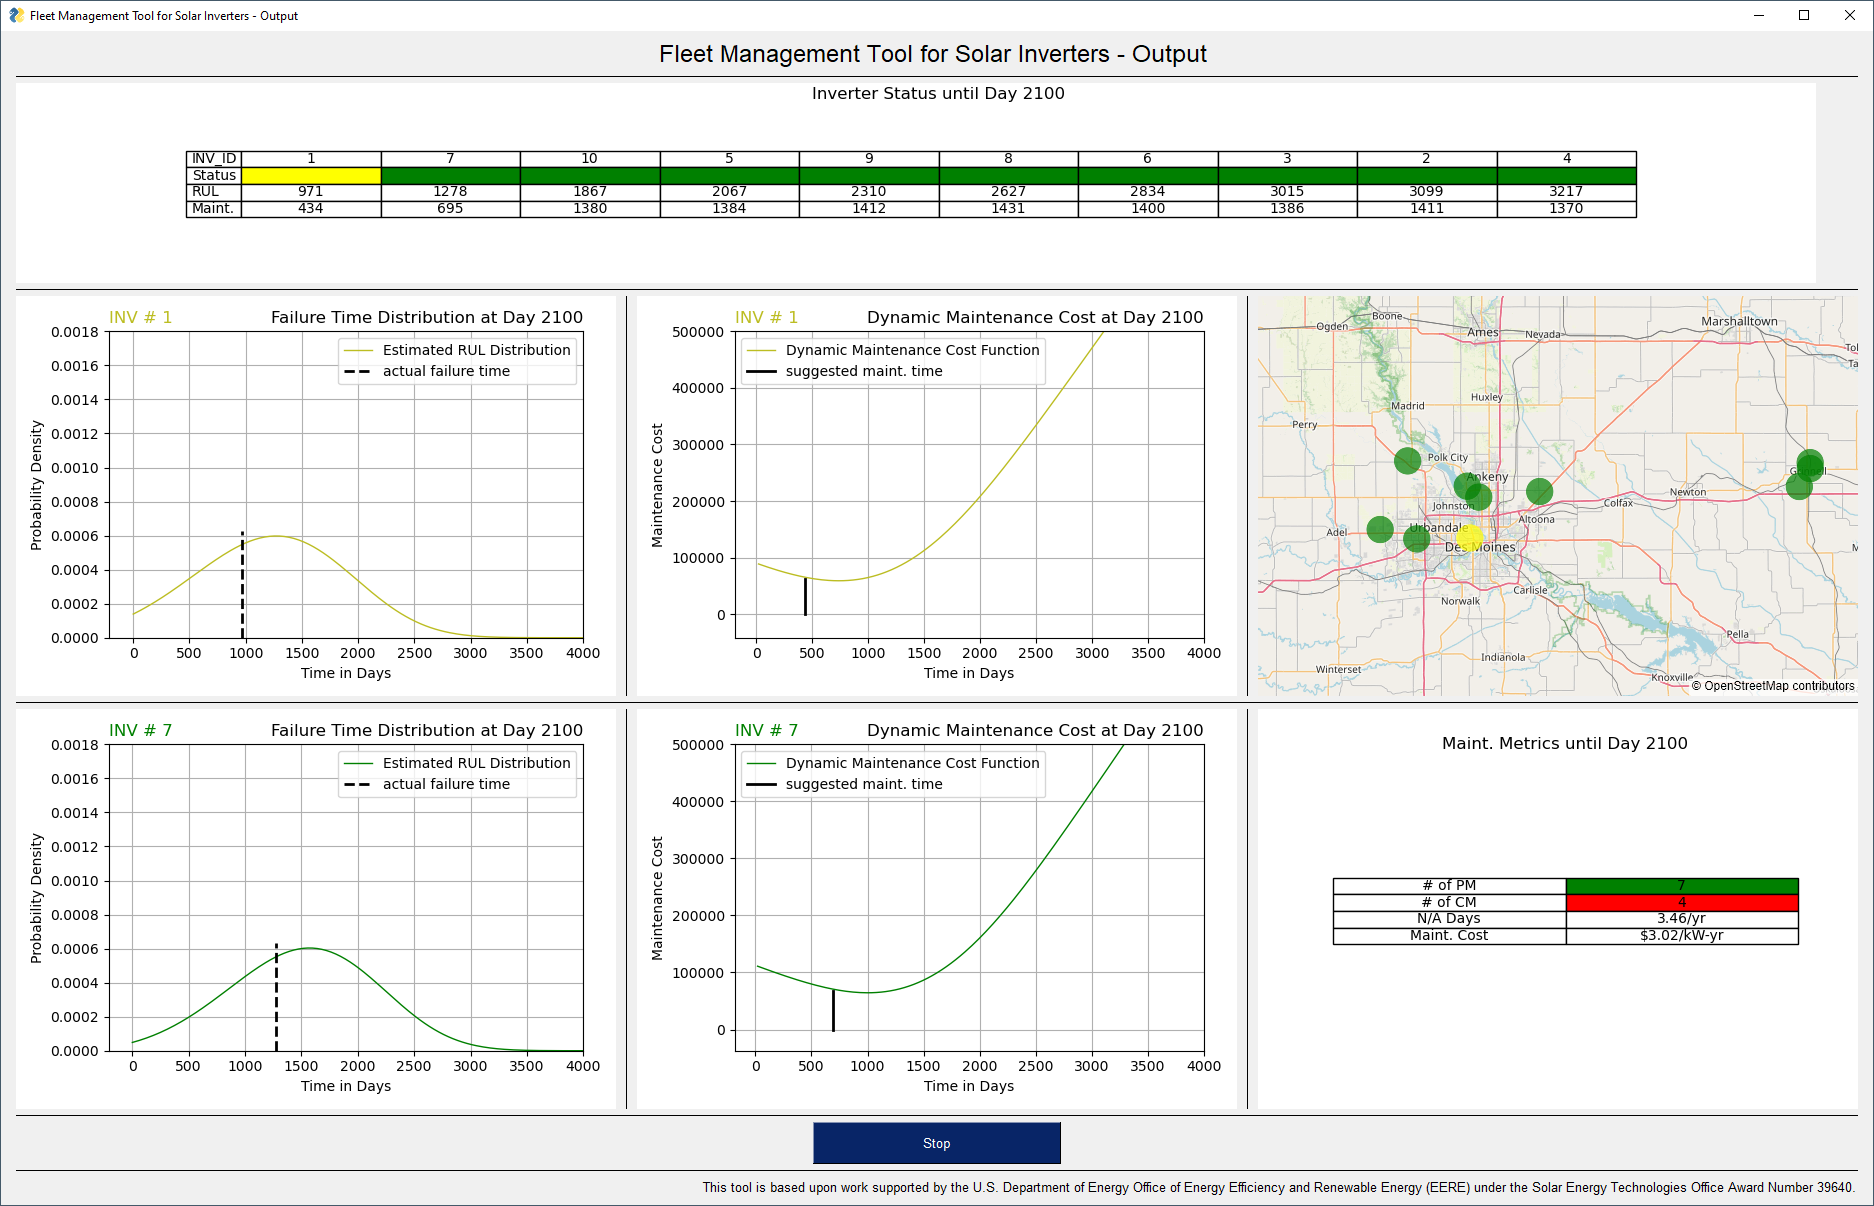 Fleet Management Tool for Solar Inverters - Output
Fleet Management Tool for Solar Inverters - Output
Inverter Status until Day 2100
INV_ID 1 7 10 5 9 8 6 3 2 4
Status
RUL 971 1278 1867 2067 2310 2627 2834 3015 3099 3217
Maint. 434 695 1380 1384 1412 1431 1400 1386 1411 1370
INV # 1 Failure Time Distribution at Day 2100
Estimated RUL Distribution
actual failure time
Probability Density
0.0018
0.0016
0.0014
0.0012
0.0010
0.0008
0.0006
0.0004
0.0002
0.0000
0 500 1000 1500 2000 2500 3000 3500 4000
Time in Days
INV # 1 Dynamic Maintenance Cost at Day 2100
Dynamic Maintenance Cost Function
suggested maint. time
Maintenance Cost
500000
400000
300000
200000
100000
0
0 500 1000 1500 2000 2500 3000 3500 4000
Time in Days
Boone
Ogden
Ames
Nevada
Marshalltown
Huxley
Madrid
Perry
Polk City
Ankeny
Newton
Colfax
Johnston
Altoona
Urbandale
Adel
Des Moines
Carlisle
Norwalk
Pella
Indianola
Winterset
Knoxville
© OpenStreetMap contributors
INV # 7 Failure Time Distribution at Day 2100
Estimated RUL Distribution
actual failure time
Probability Density
0.0018
0.0016
0.0014
0.0012
0.0010
0.0008
0.0006
0.0004
0.0002
0.0000
0 500 1000 1500 2000 2500 3000 3500 4000
Time in Days
INV # 7 Dynamic Maintenance Cost at Day 2100
Dynamic Maintenance Cost Function
suggested maint. time
Maintenance Cost
500000
400000
300000
200000
100000
0
0 500 1000 1500 2000 2500 3000 3500 4000
Time in Days
Maint. Metrics until Day 2100
# of PM 7
# of CM 4
N/A Days 3.46/yr
Maint. Cost $3.02/kW-yr
Stop
This tool is based upon work supported by the U.S. Department of Energy Office of Energy Efficiency and Renewable Energy (EERE) under the Solar Energy Technologies Office Award Number 39640.